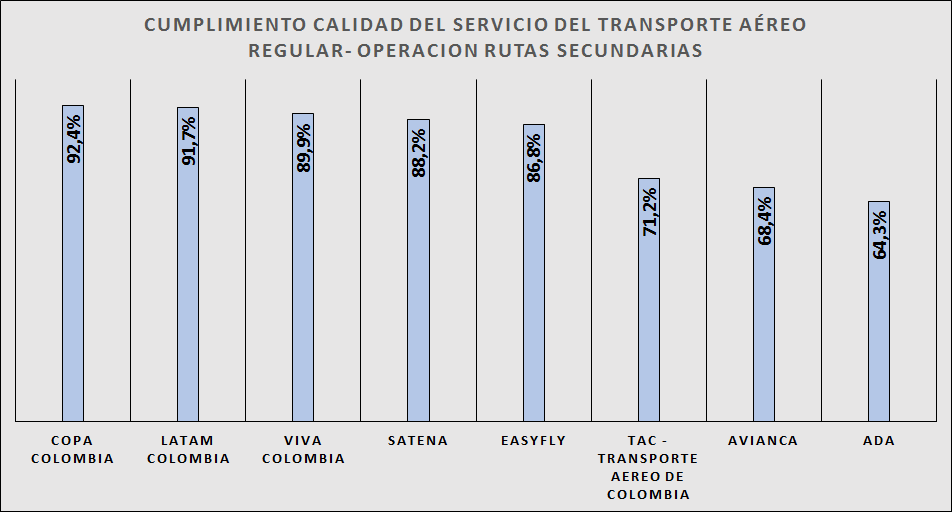 CUMPLIMIENTO CALIDAD DEL SERVICIO DEL TRANSPORTE AÉREO
REGULAR- OPERACION RUTAS SECUNDARIAS
92,4%
91,7%
89,9%
88,2%
86,8%
71,2%
68,4%
64,3%
COPA
COLOMBIA
LATAM
COLOMBIA
VIVA
COLOMBIA
SATENA
EASYFLY
TAC -
TRANSPORTE
AEREO DE
COLOMBIA
AVIANCA
ADA